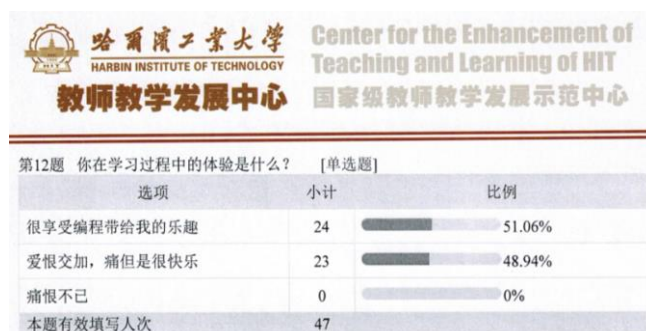 哈尔滨工业大学
HARBIN INSTITUTE OF TECHNOLOGY
教师教学发展中心
Center for the Enhancement of
Teaching and Learning of HIT
国家级教师教学发展示范中心
第12题 你在学习过程中的体验是什么? [单选题]
选项 小计 比例
很享受编程带给我的乐趣 24 51.06%
爱恨交加，痛但是很快乐 23 48.94%
痛恨不已 0 0%
本题有效填写人次 47